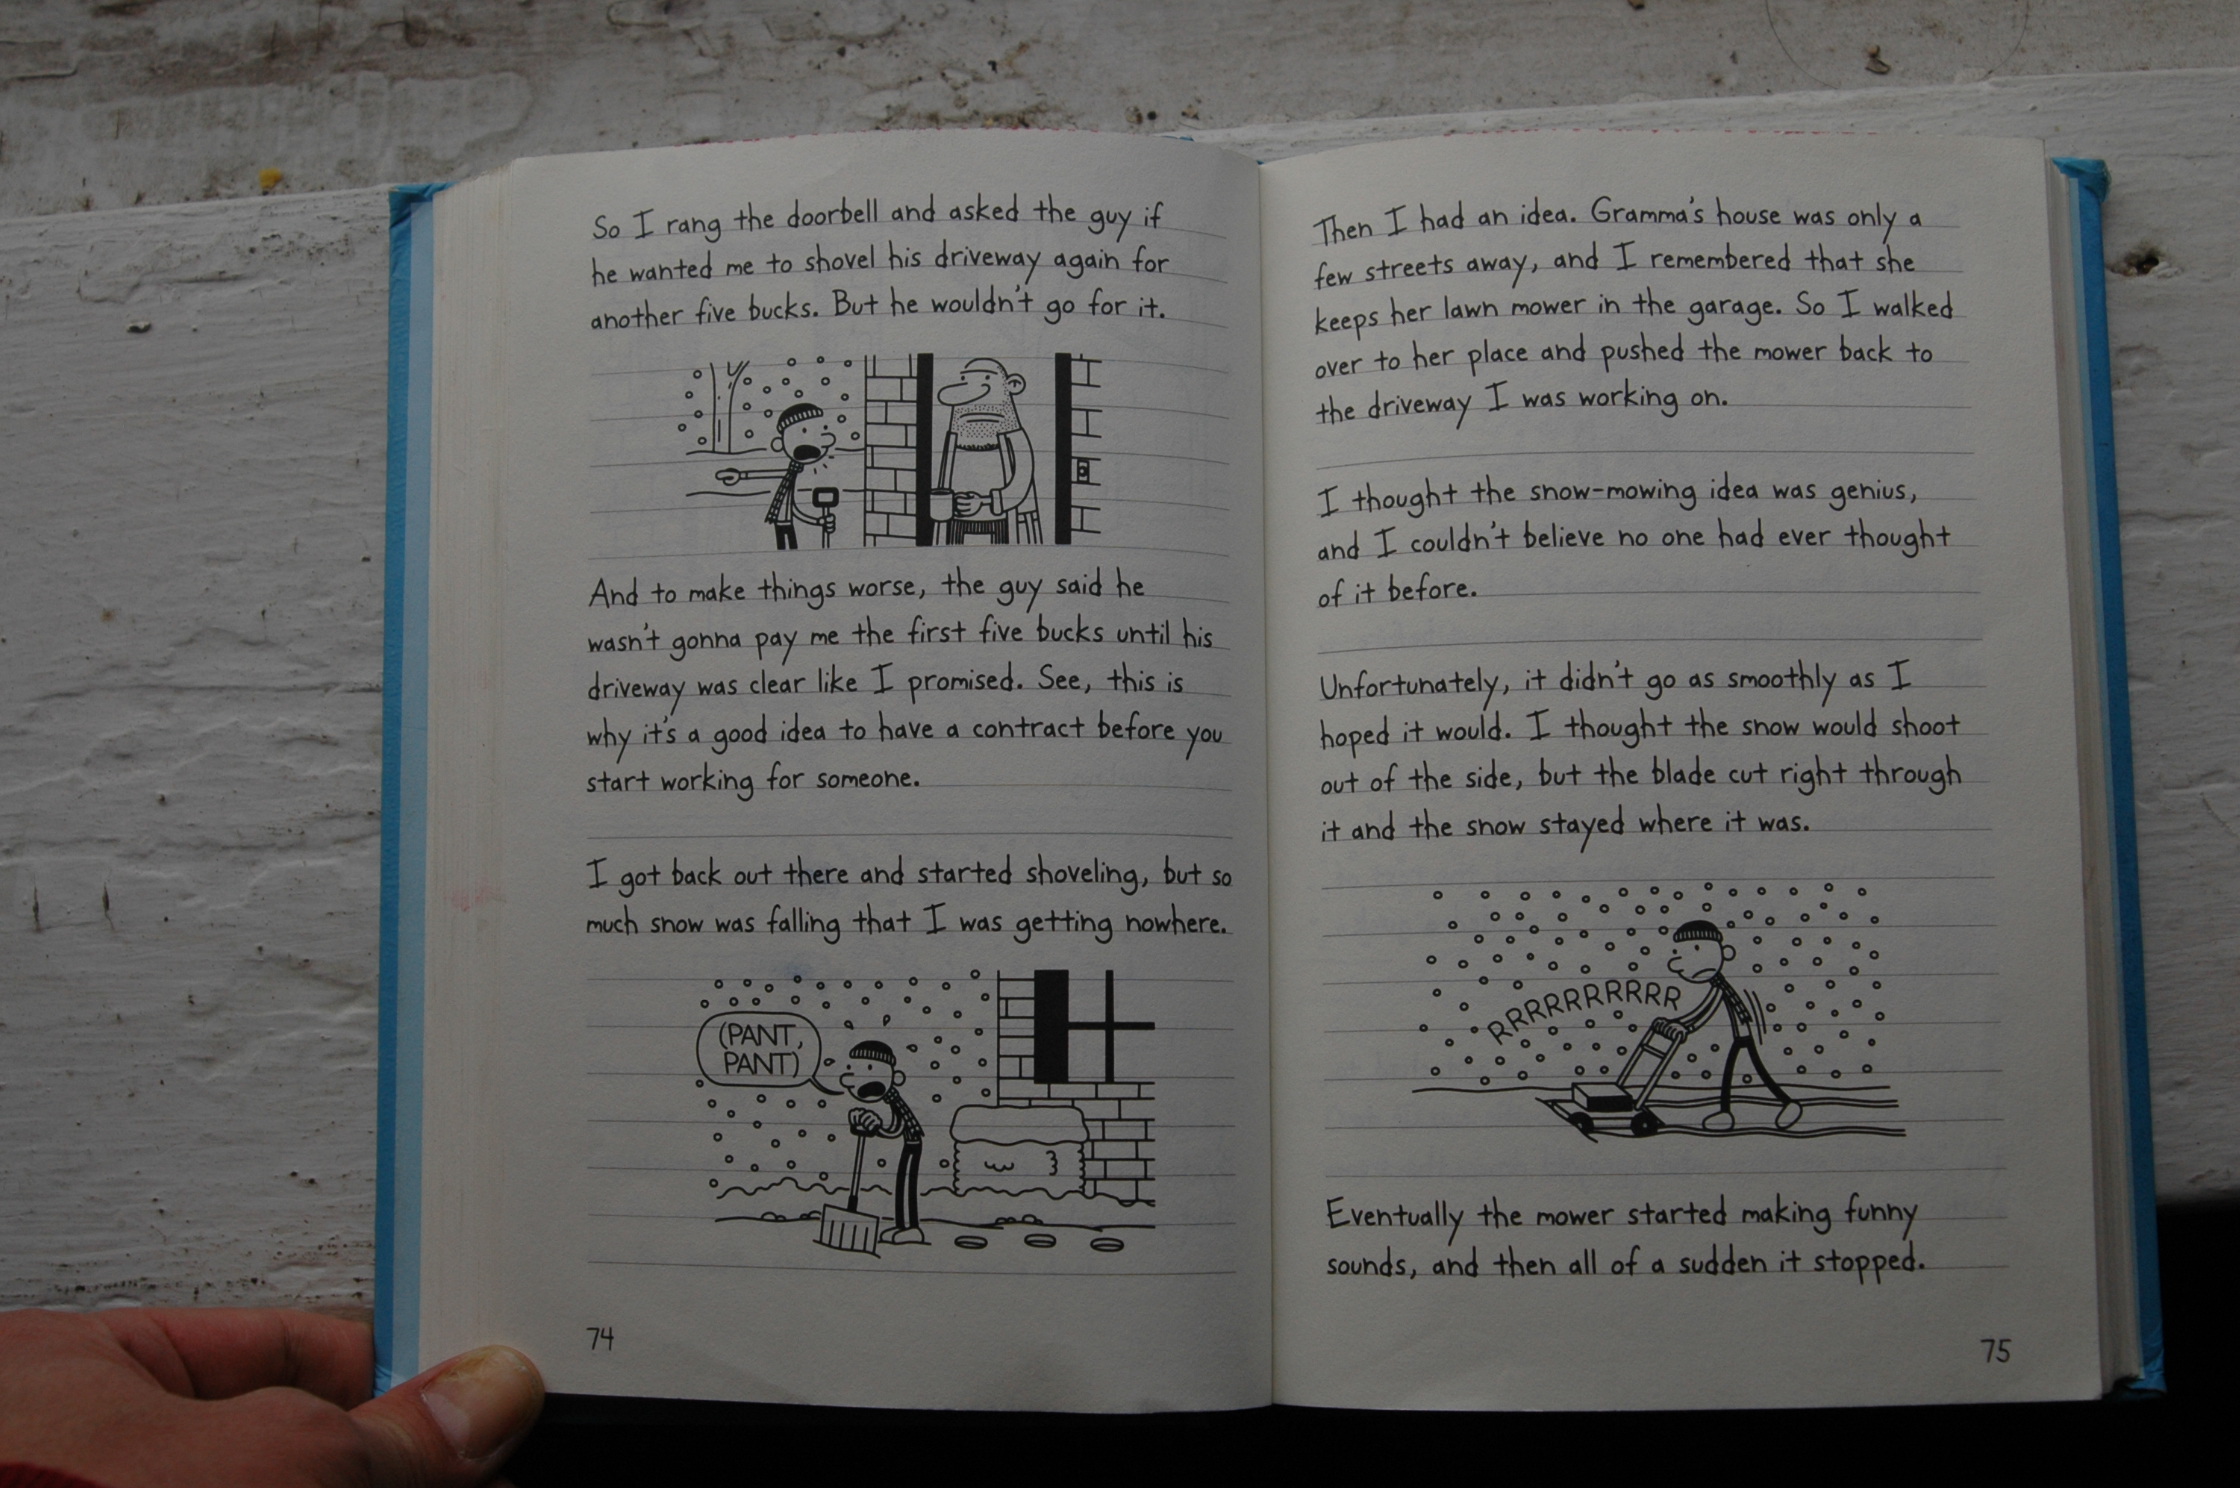 So I rang the doorbell and asked the guy if
he wanted me to shovel his driveway again for
another five bucks. But he wouldn't go for it.
And to make things worse, the guy said he
wasn't gonna pay me the first five bucks until his
driveway was clear like I promised. See, this is
why it's a good idea to have a contract before you
start working for someone.
I got back out there and started shoveling, but so
much snow was falling that I was getting nowhere.
(PANT,
PANT)
74
Then I had an idea. Gramma's house was only a
few streets away, and I remembered that she
keeps her lawn mower in the garage. So I walked
over to her place and pushed the mower back to
the driveway I was working on.
I thought the snow-mowing idea was genius,
and I couldn't believe no one had ever thought
of it before.
Unfortunately, it didn't go as smoothly as I
hoped it would. I thought the snow would shoot
out of the side, but the blade cut right through
it and the snow stayed where it was.
RRRRRRRRRR
Eventually the mower started making funny
sounds, and then all of a sudden it stopped.
75